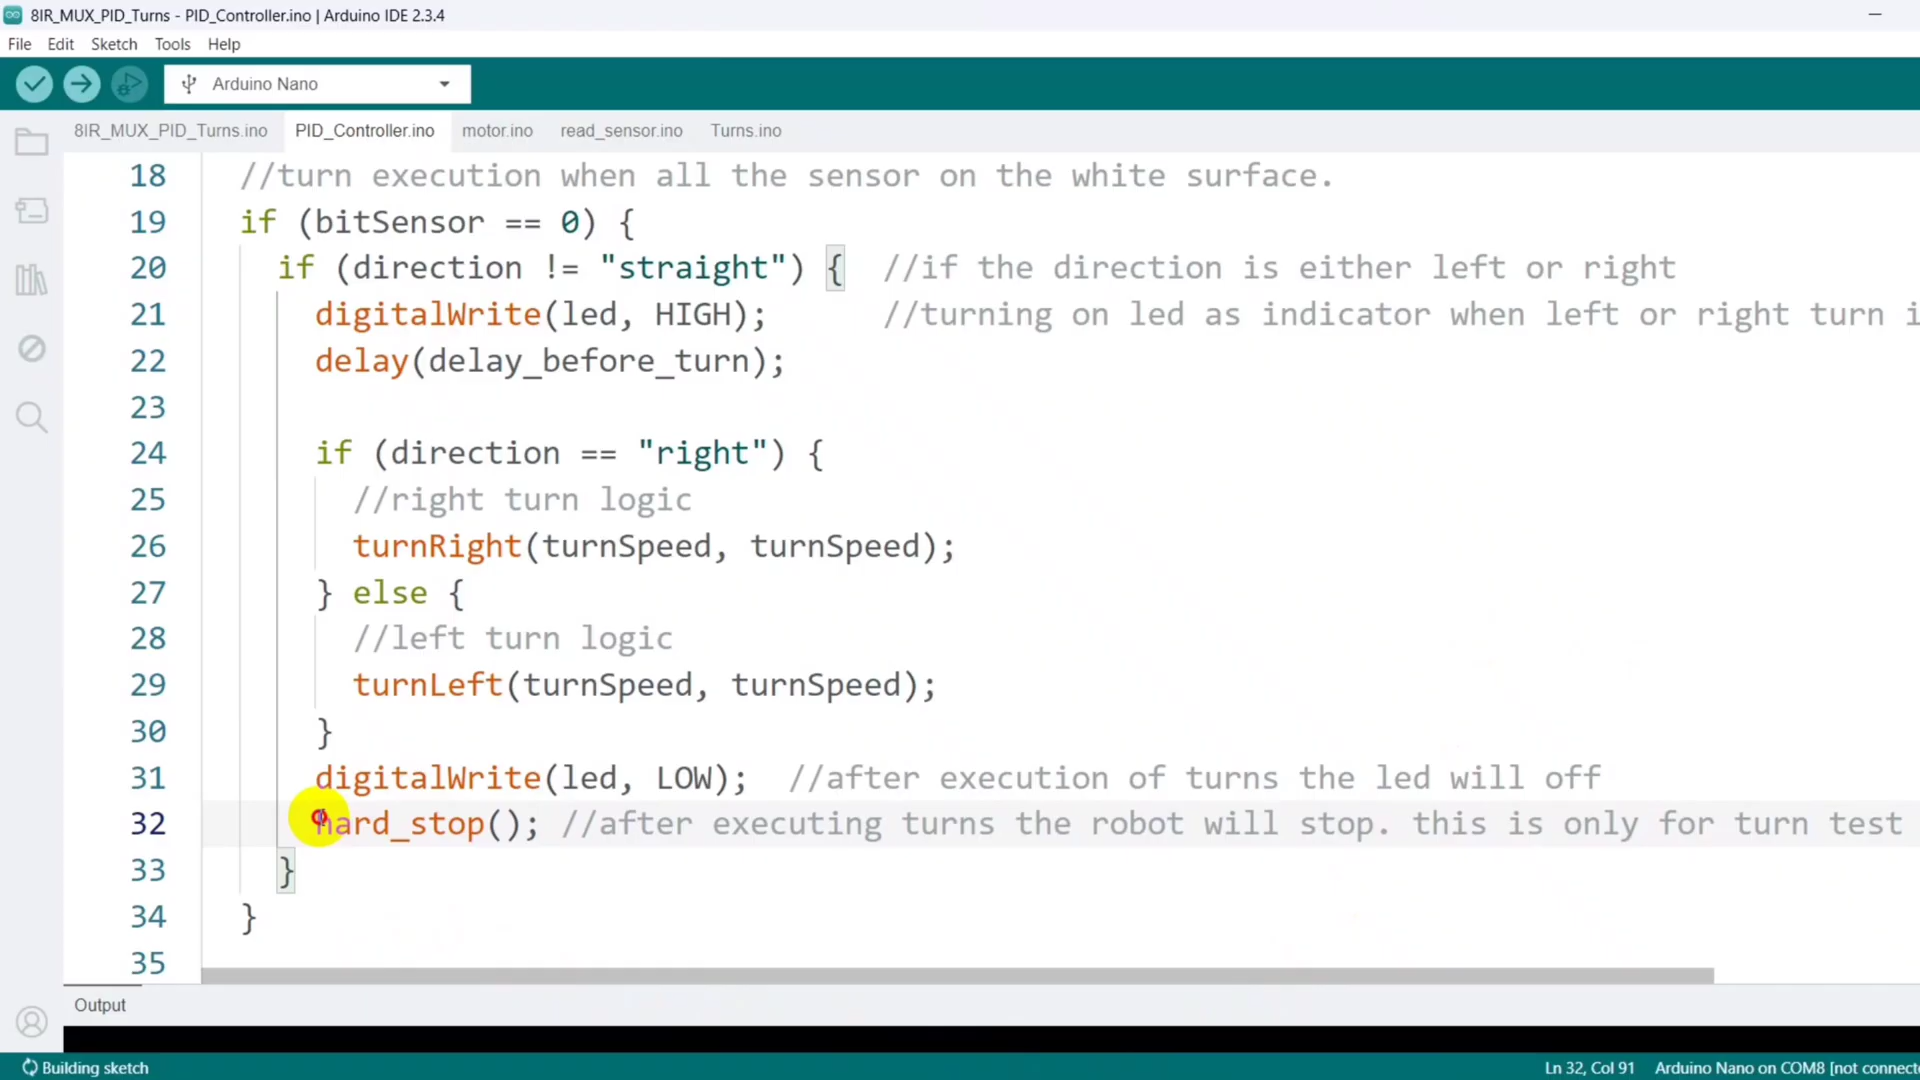 8IR_MUX_PID_Turns - PID_Controller.ino | Arduino IDE 2.3.4
File Edit Sketch Tools Help
Arduino Nano
8IR_MUX_PID_Turns.ino PID_Controller.ino motor.ino read_sensor.ino Turns.ino
18 //turn execution when all the sensor on the white surface.
19 if (bitSensor == 0) {
20 if (direction != "straight") { //if the direction is either left or right
21 digitalWrite(led, HIGH); //turning on led as indicator when left or right turn i
22 delay(delay_before_turn);
23
24 if (direction == "right") {
25 //right turn logic
26 turnRight(turnSpeed, turnSpeed);
27 } else {
28 //left turn logic
29 turnLeft(turnSpeed, turnSpeed);
30 }
31 digitalWrite(led, LOW); //after execution of turns the led will off
32 hard_stop(); //after executing turns the robot will stop. this is only for turn test
33 }
34 }
35
Output
Building sketch
Ln 32, Col 91 Arduino Nano on COM8 [not connecte